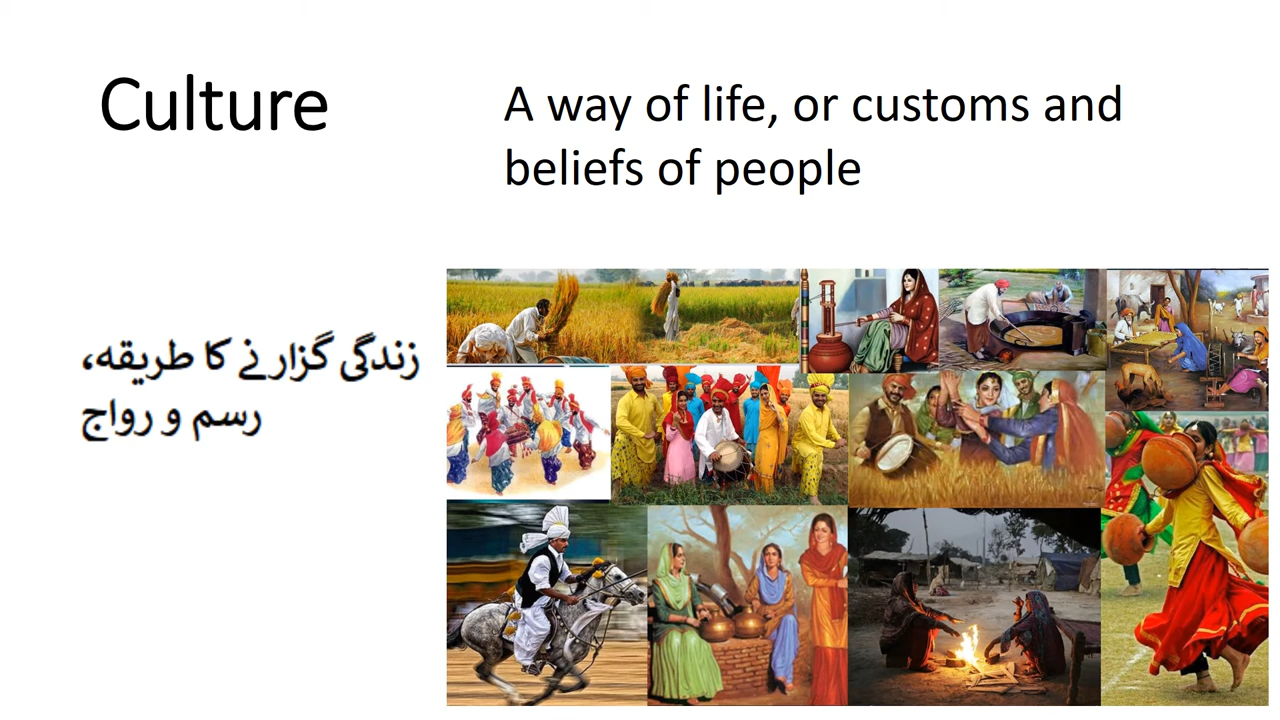 Culture
A way of life, or customs and
beliefs of people
زندگی گزارنے کا طریقہ،
رسم و رواج